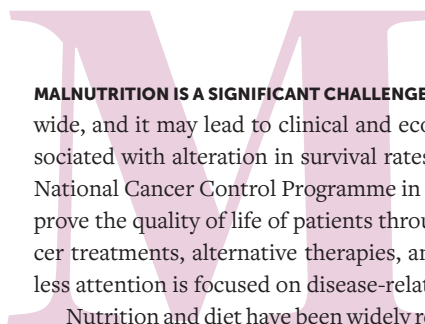 M
MALNUTRITION IS A SIGNIFICANT CHALLENGE
wide, and it may lead to clinical and eco
sociated with alteration in survival rates
National Cancer Control Programme in
prove the quality of life of patients throu
cer treatments, alternative therapies, an
less attention is focused on disease-relat
Nutrition and diet have been widely re